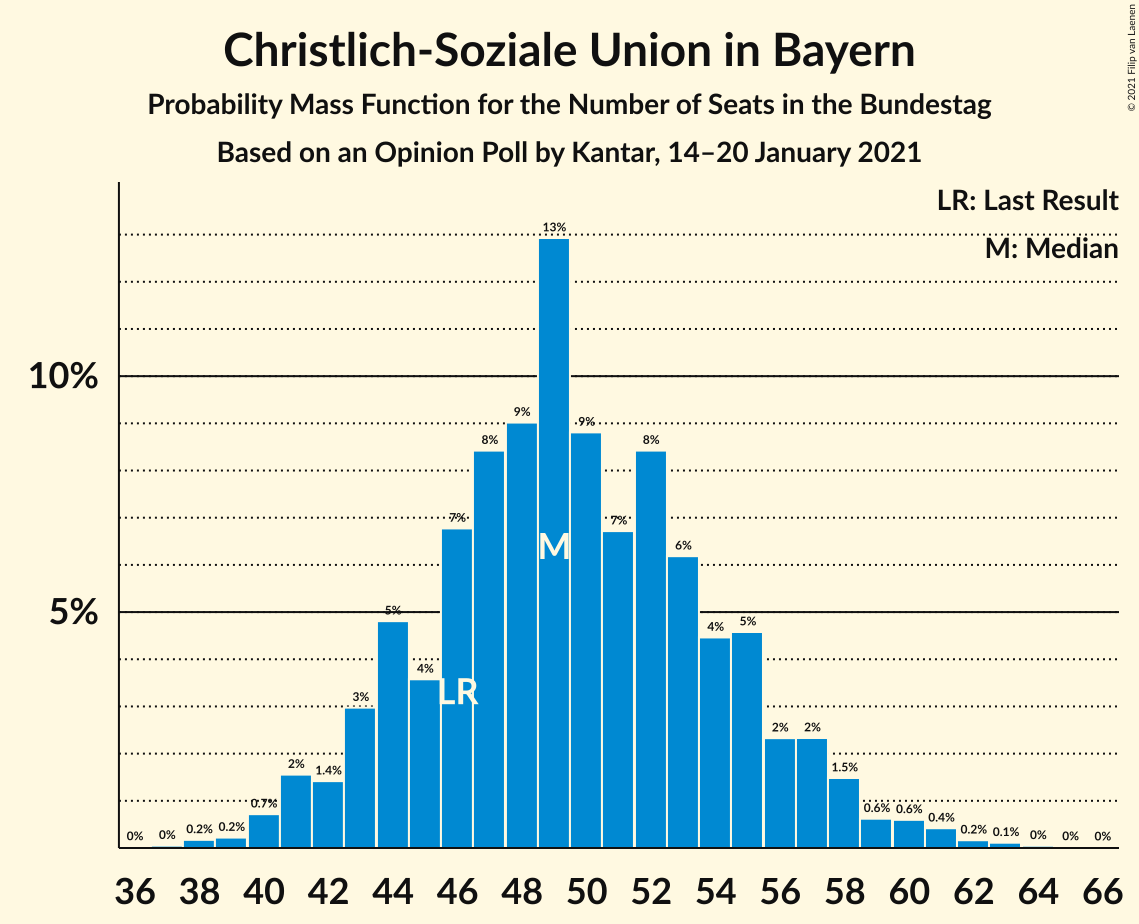 © 2021 Filip van Laenen
Christlich-Soziale Union in Bayern
Probability Mass Function for the Number of Seats in the Bundestag
Based on an Opinion Poll by Kantar, 14–20 January 2021
LR: Last Result
M: Median
10%
5%
0% 0% 0.2% 0.2% 0.7% 2% 1.4% 3% 5% 4% 7% 8% 9% 13% 9% 7% 8% 6% 4% 5% 2% 2% 1.5% 0.6% 0.6% 0.4% 0.2% 0.1% 0% 0% 0%
M
LR
36 38 40 42 44 46 48 50 52 54 56 58 60 62 64 66